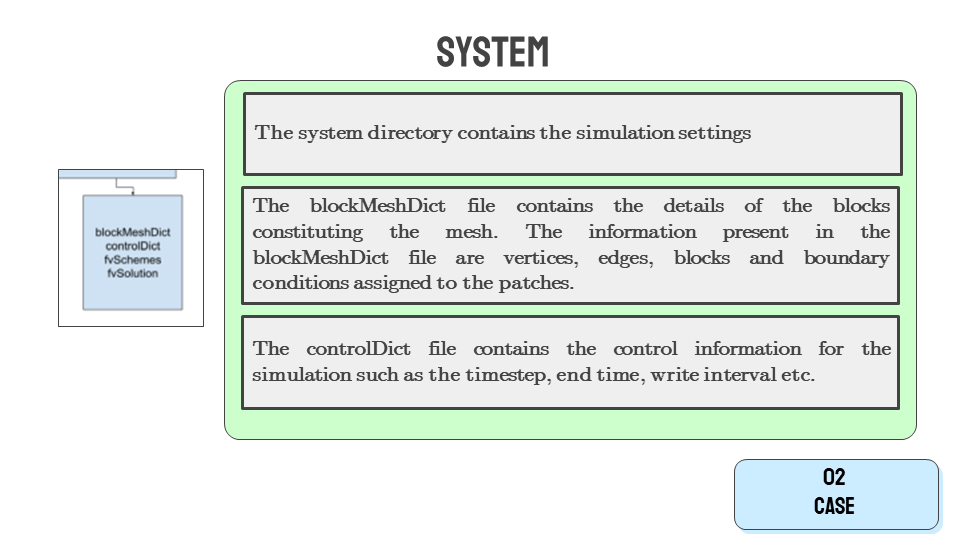 SYSTEM
The system directory contains the simulation settings
blockMeshDict
controlDict
fvSchemes
fvSolution
The blockMeshDict file contains the details of the blocks
constituting the mesh. The information present in the
blockMeshDict file are vertices, edges, blocks and boundary
conditions assigned to the patches.
The controlDict file contains the control information for the
simulation such as the timestep, end time, write interval etc.
02
CASE